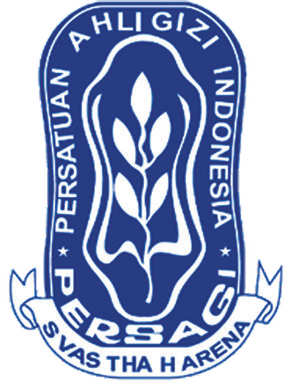 PERSATUAN AHLI GIZI INDONESIA
PERSAGI
SVAS THA H ARENA